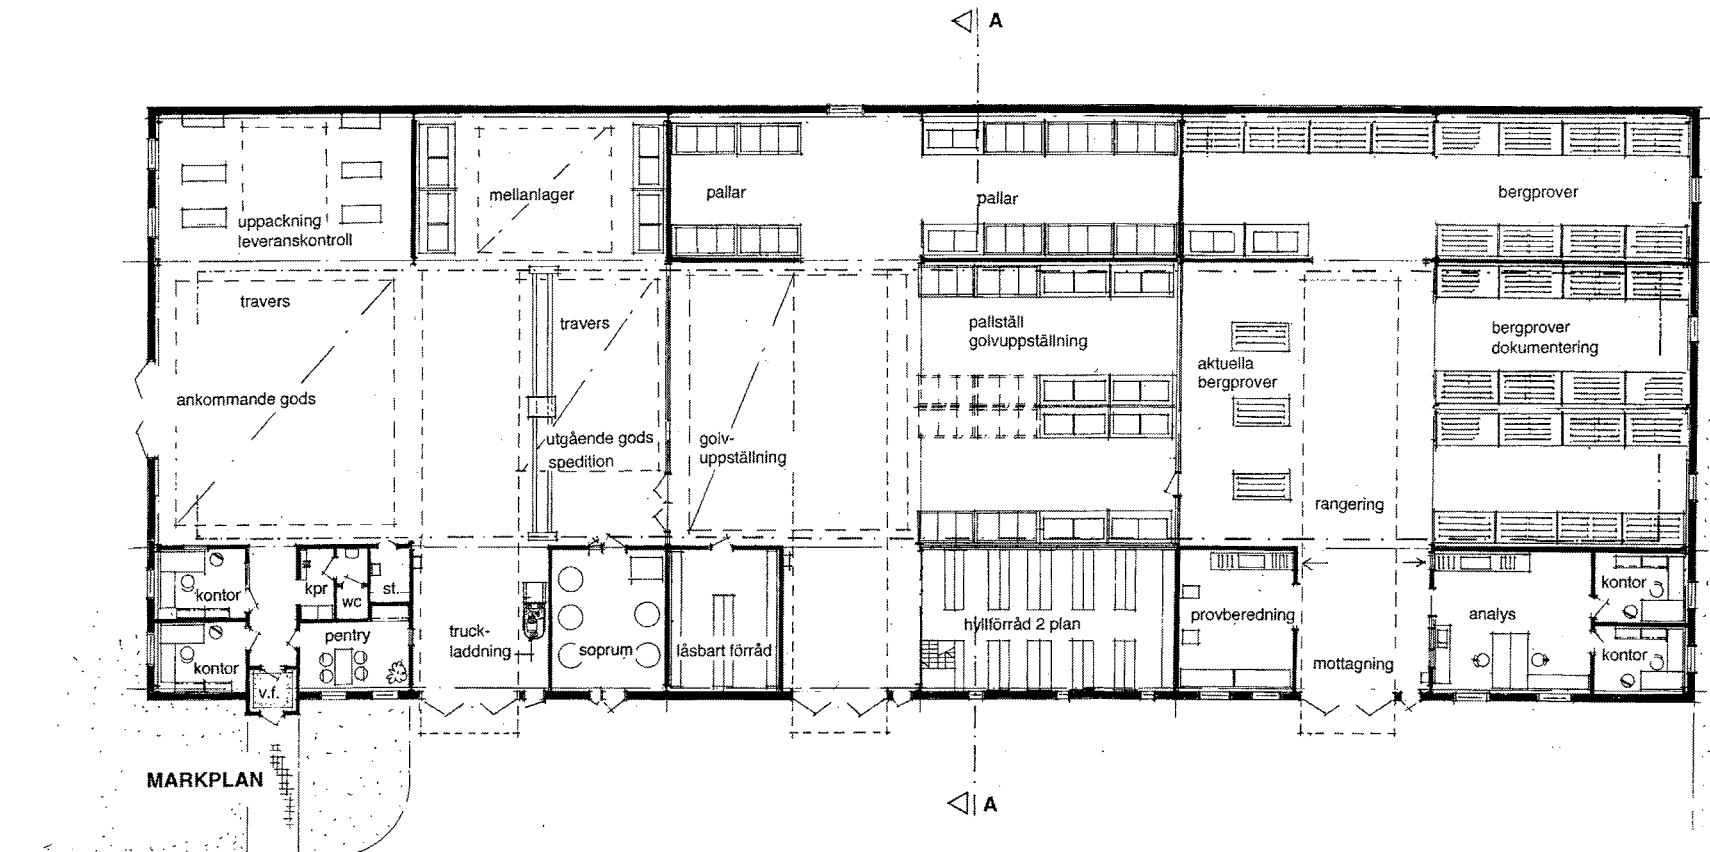 A
mellanlager
pallar
pallar
bergprover
uppackning
leveranskontroll
travers
travers
pallställ
golvuppställning
bergprover
dokumentering
aktuella
bergprover
ankommande gods
utgående gods
spedition
golv-
uppställning
rangering
kontor
kpr
wc
st.
kontor
pentry
v.f.
truck-
laddning
soprum
låsbart förråd
hyllförråd 2 plan
provberedning
mottagning
analys
kontor
kontor
MARKPLAN
A